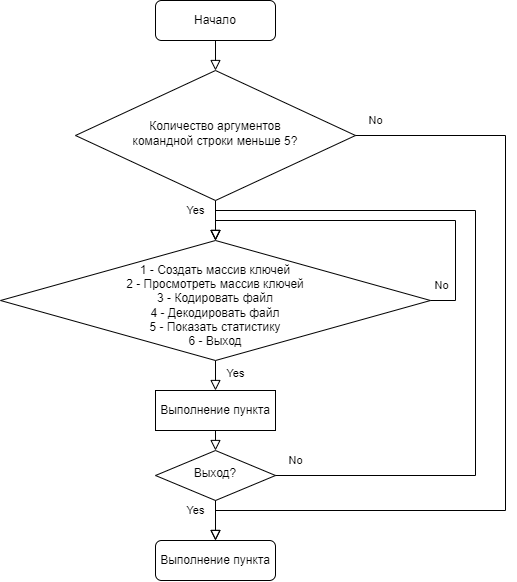 Начало
Количество аргументов
командной строки меньше 5?
No
Yes
1 - Создать массив ключей
2 - Просмотреть массив ключей
3 - Кодировать файл
4 - Декодировать файл
5 - Показать статистику
6 - Выход
No
Yes
Выполнение пункта
Выход?
No
Yes
Выполнение пункта